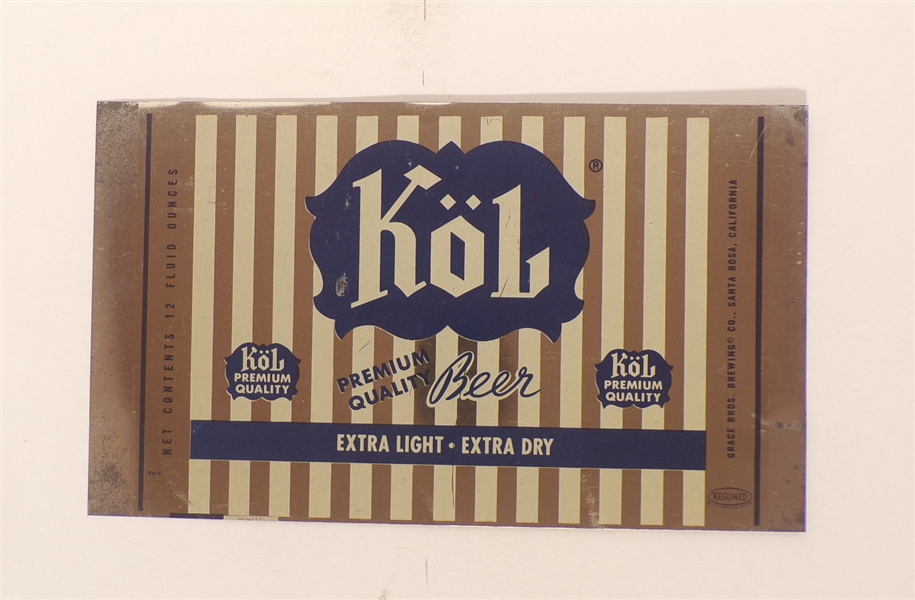 NET CONTENTS 12 FLUID OUNCES
KöL
®
KöL
PREMIUM
QUALITY
PREMIUM
QUALITY
Beer
KöL
PREMIUM
QUALITY
EXTRA LIGHT • EXTRA DRY
GRACE BROS. BREWING CO., SANTA ROSA, CALIFORNIA
KEGLINED